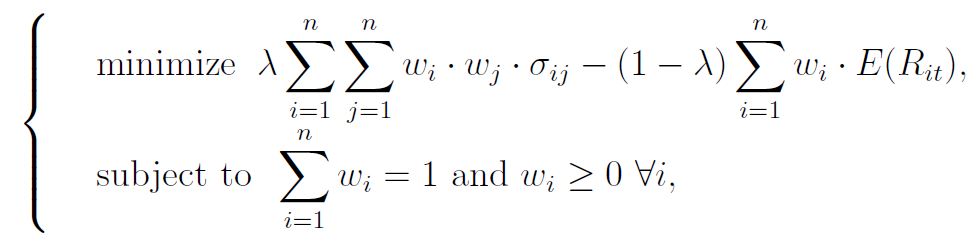 minimize λ∑_{i=1}^{n}∑_{j=1}^{n} w_i · w_j · σ_{ij} − (1 − λ)∑_{i=1}^{n} w_i · E(R_{it}),
subject to ∑_{i=1}^{n} w_i = 1 and w_i ≥ 0 ∀i,